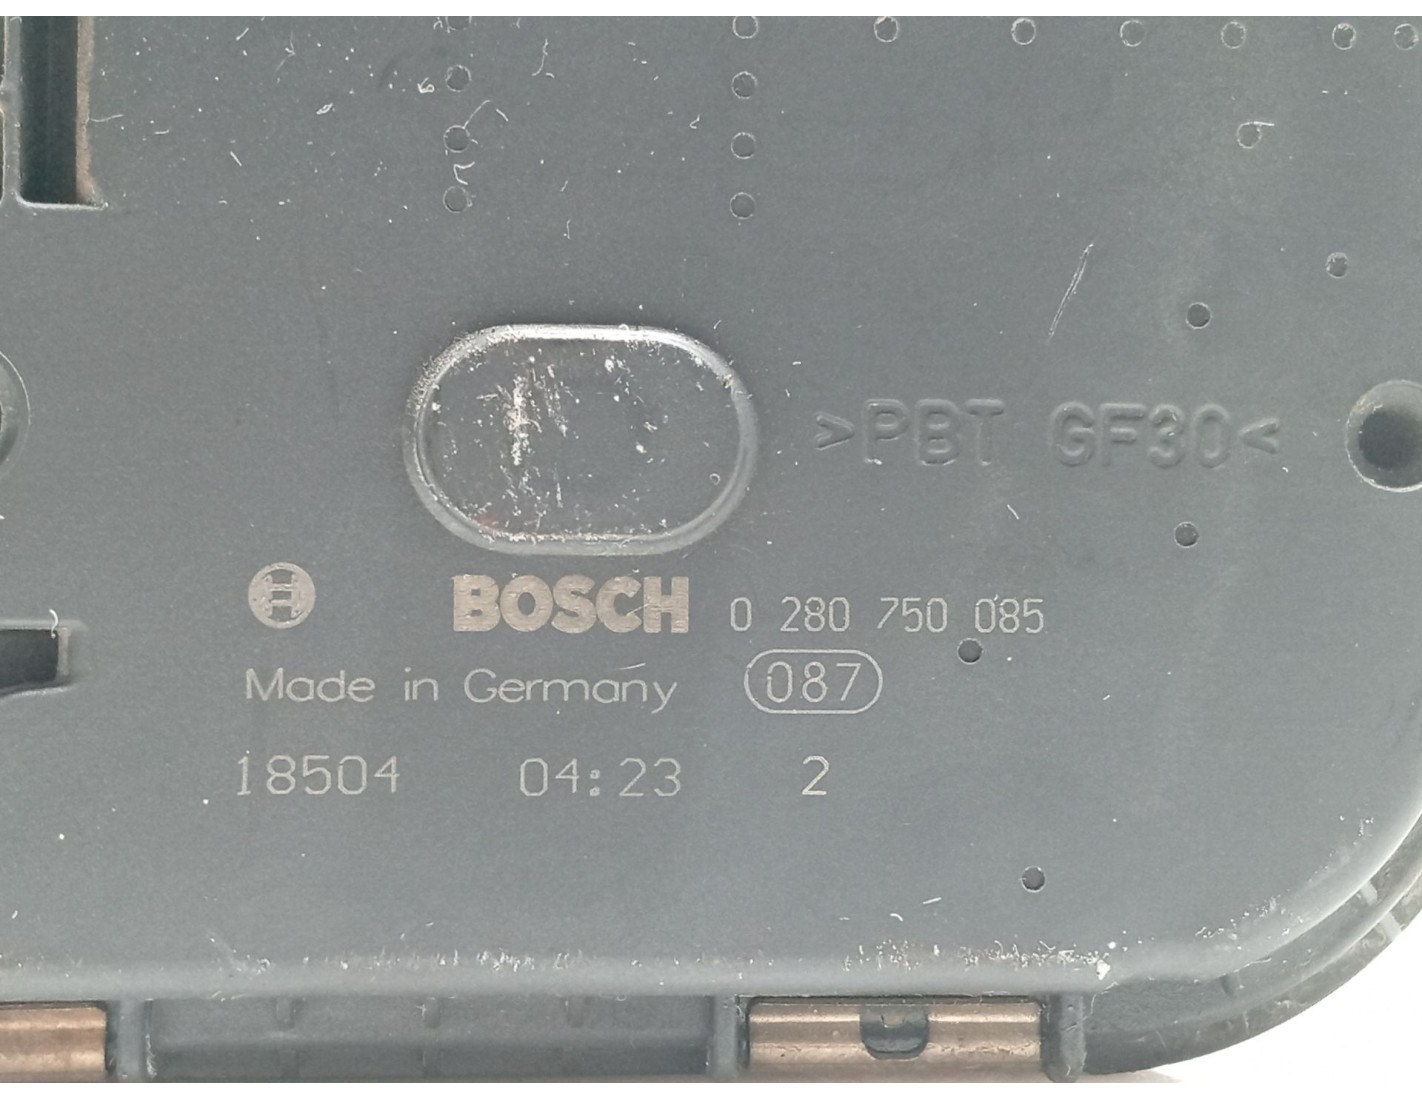 >PBT GF30<
BOSCH 0 280 750 085
Made in Germany 087
18504 04:23 2